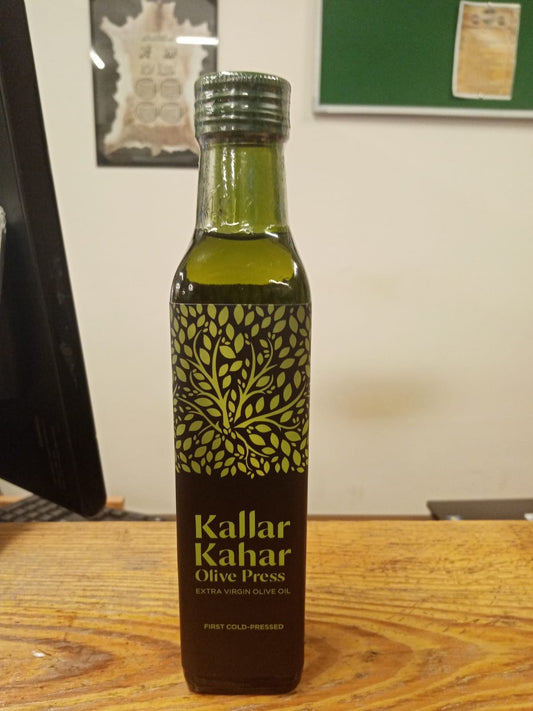 Kallar
Kahar
Olive Press
EXTRA VIRGIN OLIVE OIL
FIRST COLD-PRESSED